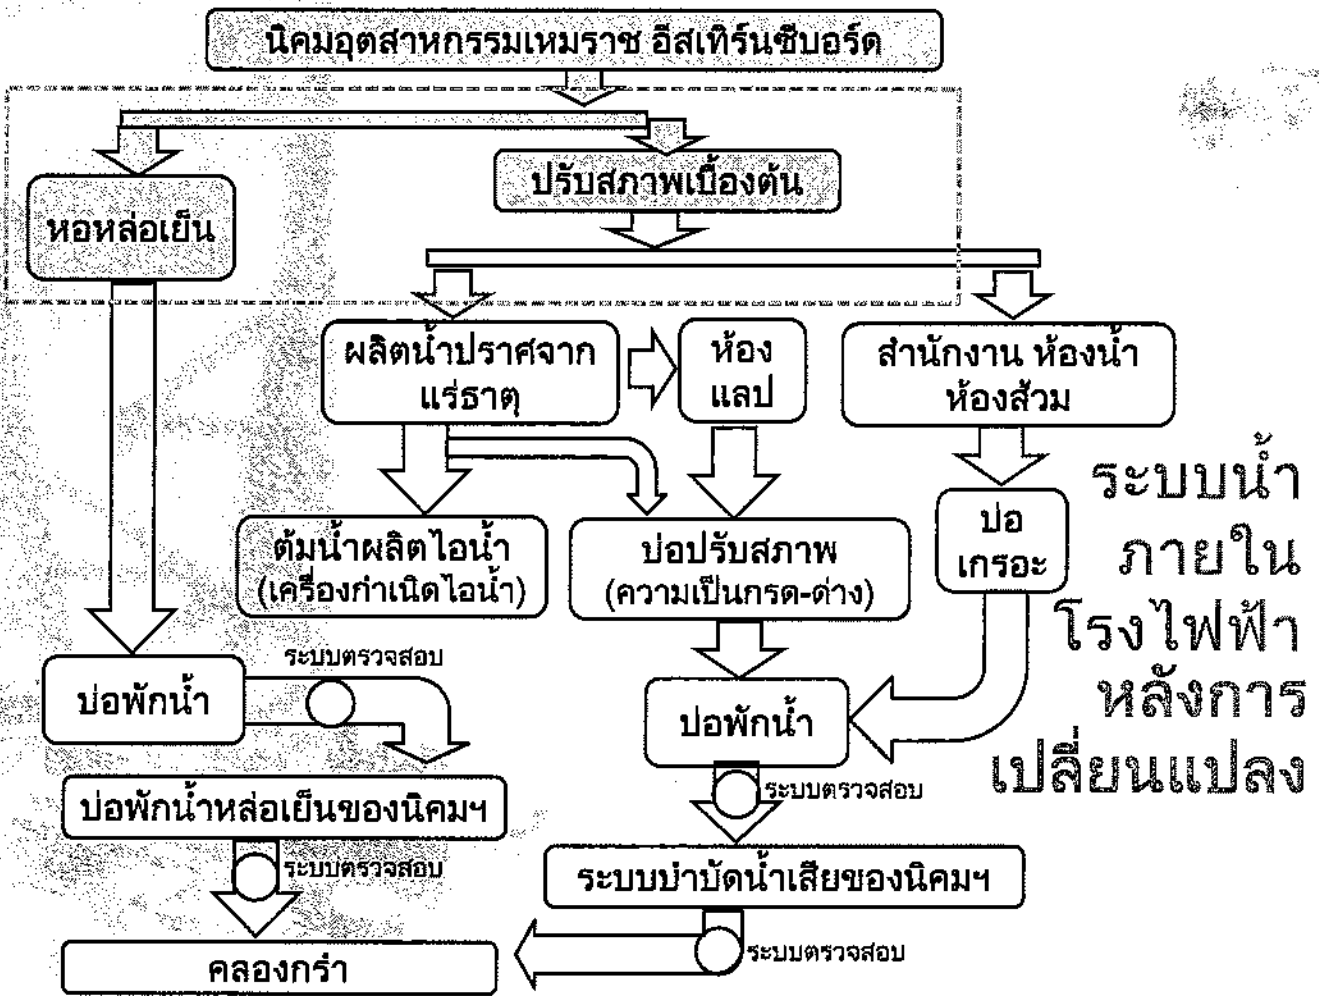 นิคมอุตสาหกรรมเหมราช อีสเทิร์นซีบอร์ด
ปรับสภาพเบื้องต้น
หอหล่อเย็น
ผลิตน้ำปราศจาก
แร่ธาตุ
ห้อง
แลป
สำนักงาน ห้องน้ำ
ห้องส้วม
ระบบน้ำ
ภายใน
โรงไฟฟ้า
หลังการ
เปลี่ยนแปลง
ต้มน้ำผลิตไอน้ำ
(เครื่องกำเนิดไอน้ำ)
บ่อปรับสภาพ
(ความเป็นกรด-ด่าง)
บ่อ
เกรอะ
ระบบตรวจสอบ
บ่อพักน้ำ
บ่อพักน้ำ
ระบบตรวจสอบ
บ่อพักน้ำหล่อเย็นของนิคมฯ
ระบบตรวจสอบ
ระบบบำบัดน้ำเสียของนิคมฯ
ระบบตรวจสอบ
คลองกร่ำ